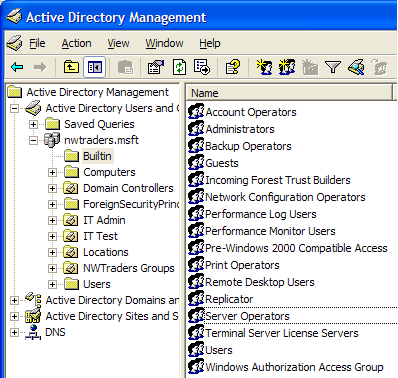 Active Directory Management
File Action View Window Help
Active Directory Management
Active Directory Users and C
Saved Queries
nwtraders.msft
Builtin
Computers
Domain Controllers
ForeignSecurityPrinc
IT Admin
IT Test
Locations
NWTraders Groups
Users
Active Directory Domains an
Active Directory Sites and S
DNS
Name
Account Operators
Administrators
Backup Operators
Guests
Incoming Forest Trust Builders
Network Configuration Operators
Performance Log Users
Performance Monitor Users
Pre-Windows 2000 Compatible Access
Print Operators
Remote Desktop Users
Replicator
Server Operators
Terminal Server License Servers
Users
Windows Authorization Access Group